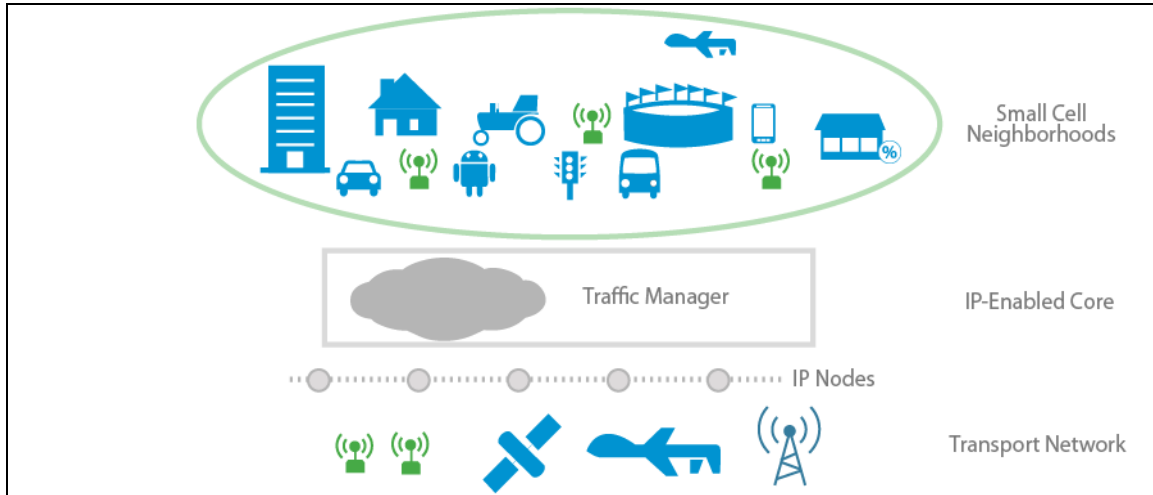 Small Cell
Neighborhoods
%
Traffic Manager
IP-Enabled Core
IP Nodes
Transport Network